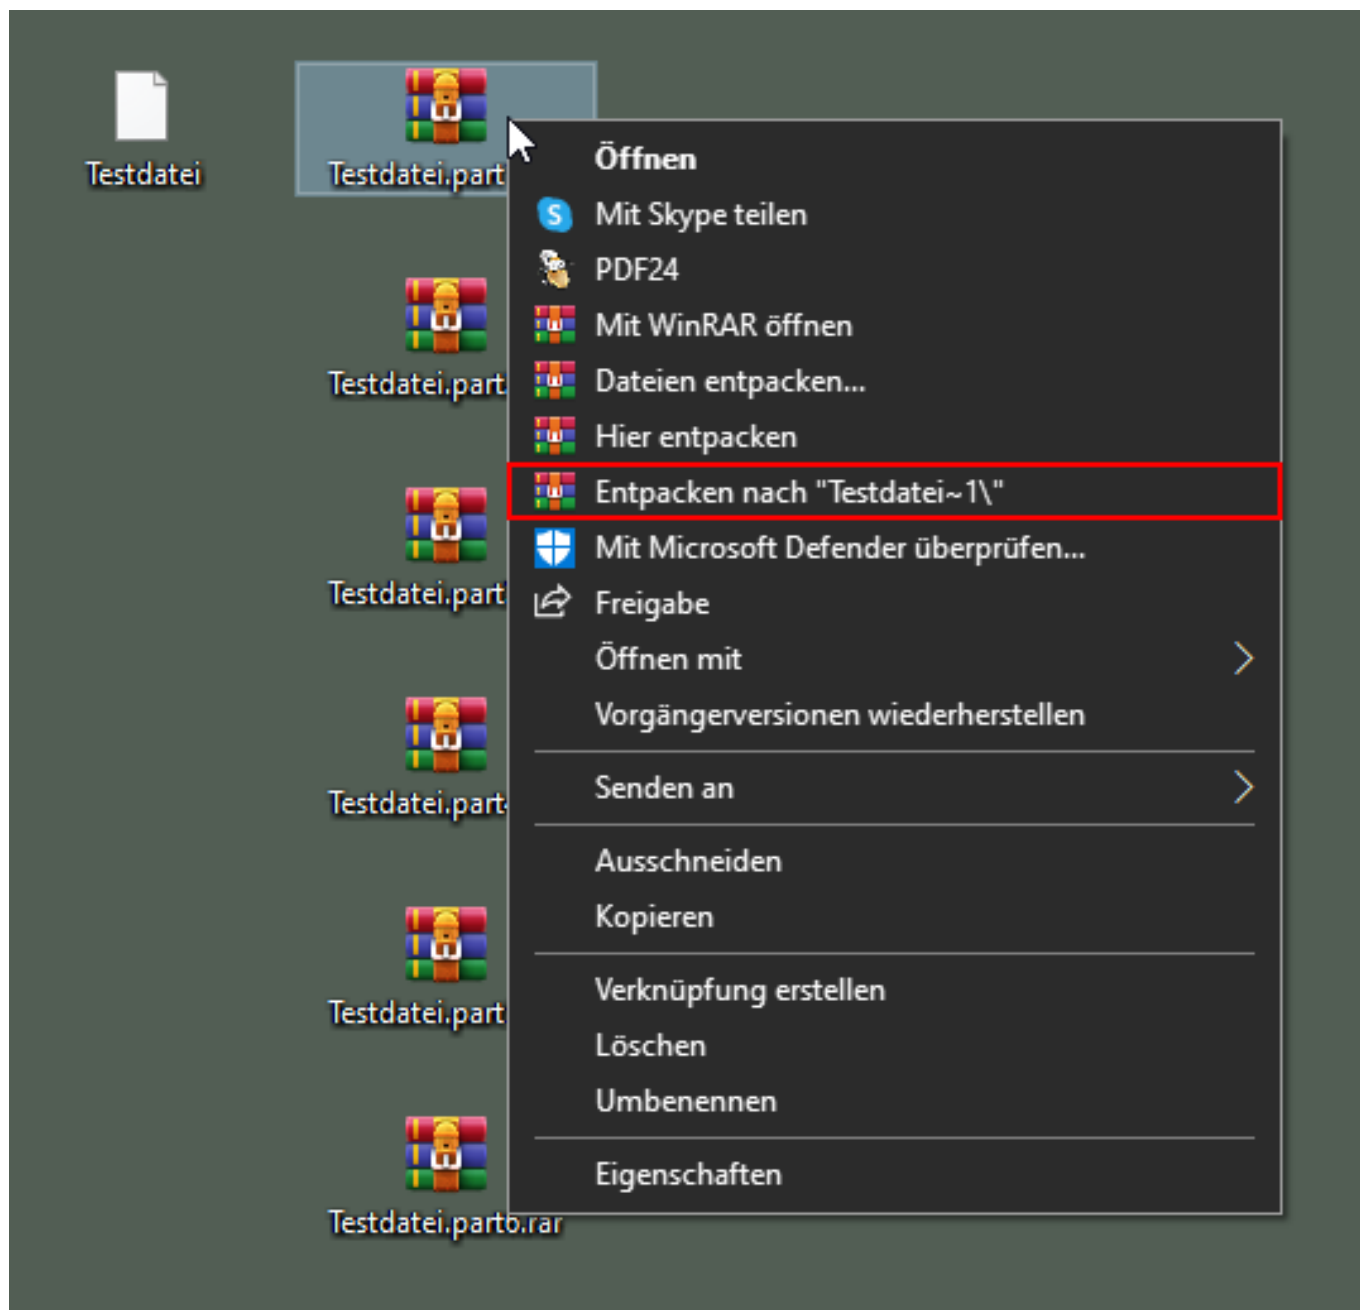 Testdatei
Testdatei.part
Testdatei.part
Testdatei.part
Testdatei.part
Testdatei.part
Testdatei.part6.rar
Öffnen
Mit Skype teilen
PDF24
Mit WinRAR öffnen
Dateien entpacken...
Hier entpacken
Entpacken nach "Testdatei~1\"
Mit Microsoft Defender überprüfen...
Freigabe
Öffnen mit
Vorgängerversionen wiederherstellen
Senden an
Ausschneiden
Kopieren
Verknüpfung erstellen
Löschen
Umbenennen
Eigenschaften